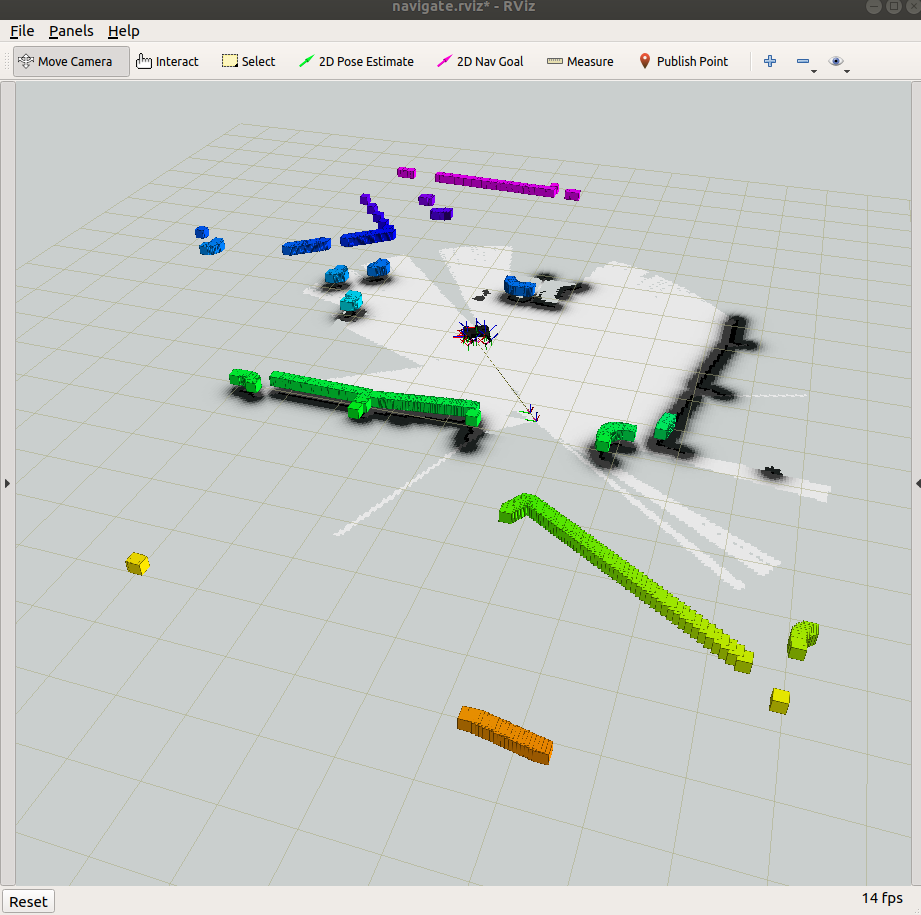 navigate.rviz* - RViz
File Panels Help
Move Camera Interact Select 2D Pose Estimate 2D Nav Goal Measure Publish Point
Reset 14 fps